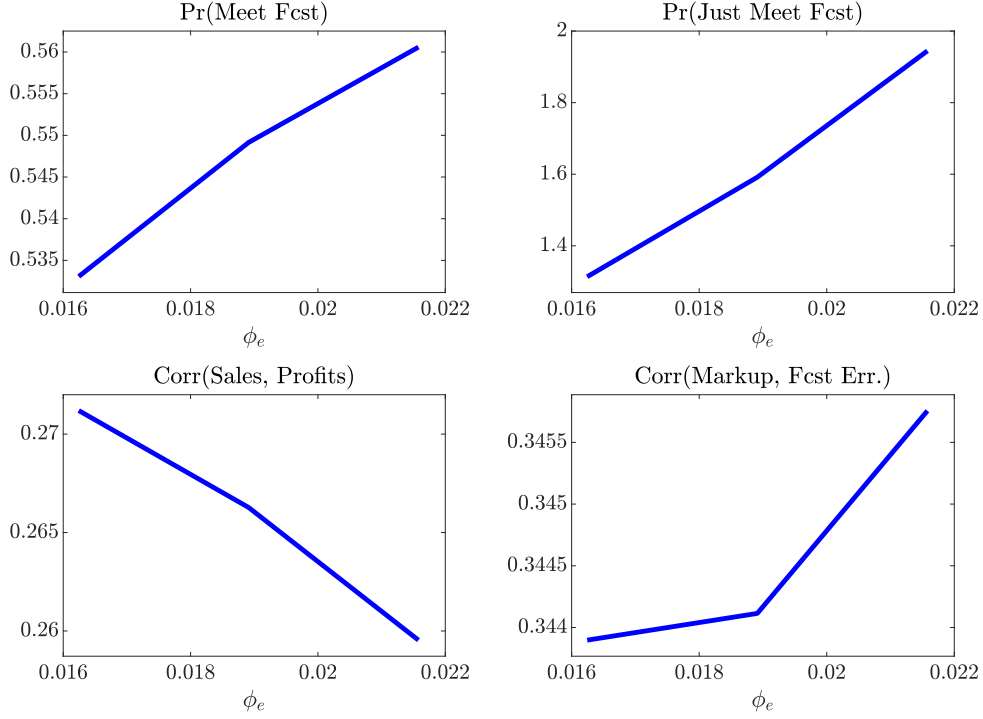 Pr(Meet Fcst)
0.56
0.555
0.55
0.545
0.54
0.535
0.016 0.018 0.02 0.022
ϕₑ
Pr(Just Meet Fcst)
2
1.8
1.6
1.4
0.016 0.018 0.02 0.022
ϕₑ
Corr(Sales, Profits)
0.27
0.265
0.26
0.016 0.018 0.02 0.022
ϕₑ
Corr(Markup, Fcst Err.)
0.3455
0.345
0.3445
0.344
0.016 0.018 0.02 0.022
ϕₑ